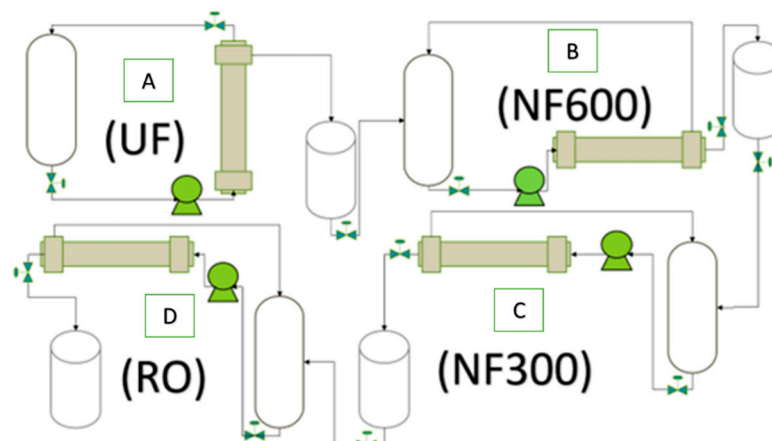 A
(UF)
B
(NF600)
D
(RO)
C
(NF300)